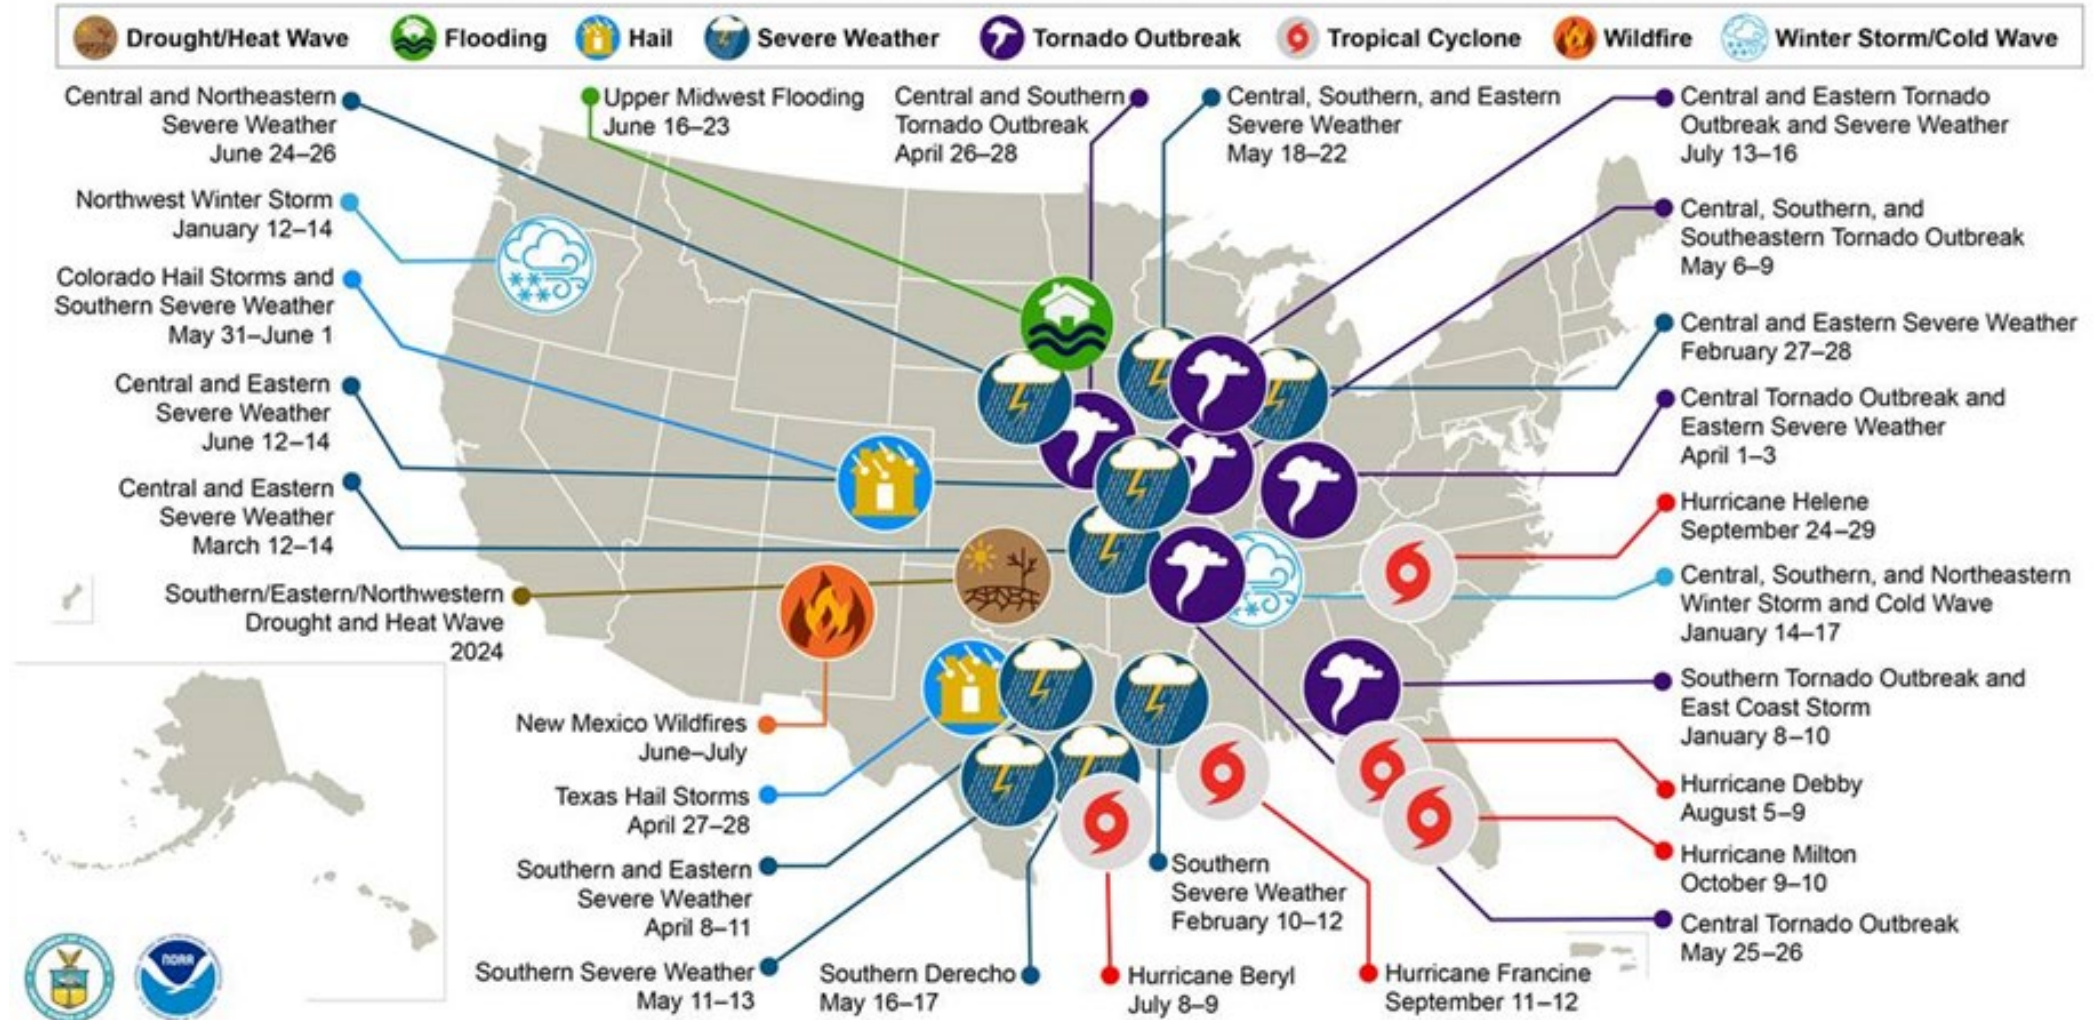 Drought/Heat Wave Flooding Hail Severe Weather Tornado Outbreak Tropical Cyclone Wildfire Winter Storm/Cold Wave
Central and Northeastern
Severe Weather
June 24–26
Upper Midwest Flooding
June 16–23
Central and Southern
Tornado Outbreak
April 26–28
Central, Southern, and Eastern
Severe Weather
May 18–22
Central and Eastern Tornado
Outbreak and Severe Weather
July 13–16
Northwest Winter Storm
January 12–14
Central, Southern, and
Southeastern Tornado Outbreak
May 6–9
Colorado Hail Storms and
Southern Severe Weather
May 31–June 1
Central and Eastern Severe Weather
February 27–28
Central and Eastern
Severe Weather
June 12–14
Central Tornado Outbreak and
Eastern Severe Weather
April 1–3
Central and Eastern
Severe Weather
March 12–14
Hurricane Helene
September 24–29
Southern/Eastern/Northwestern
Drought and Heat Wave
2024
Central, Southern, and Northeastern
Winter Storm and Cold Wave
January 14–17
New Mexico Wildfires
June–July
Southern Tornado Outbreak and
East Coast Storm
January 8–10
Texas Hail Storms
April 27–28
Hurricane Debby
August 5–9
Southern and Eastern
Severe Weather
April 8–11
Southern
Severe Weather
February 10–12
Hurricane Milton
October 9–10
Central Tornado Outbreak
May 25–26
Southern Severe Weather
May 11–13
Southern Derecho
May 16–17
Hurricane Beryl
July 8–9
Hurricane Francine
September 11–12
NOAA